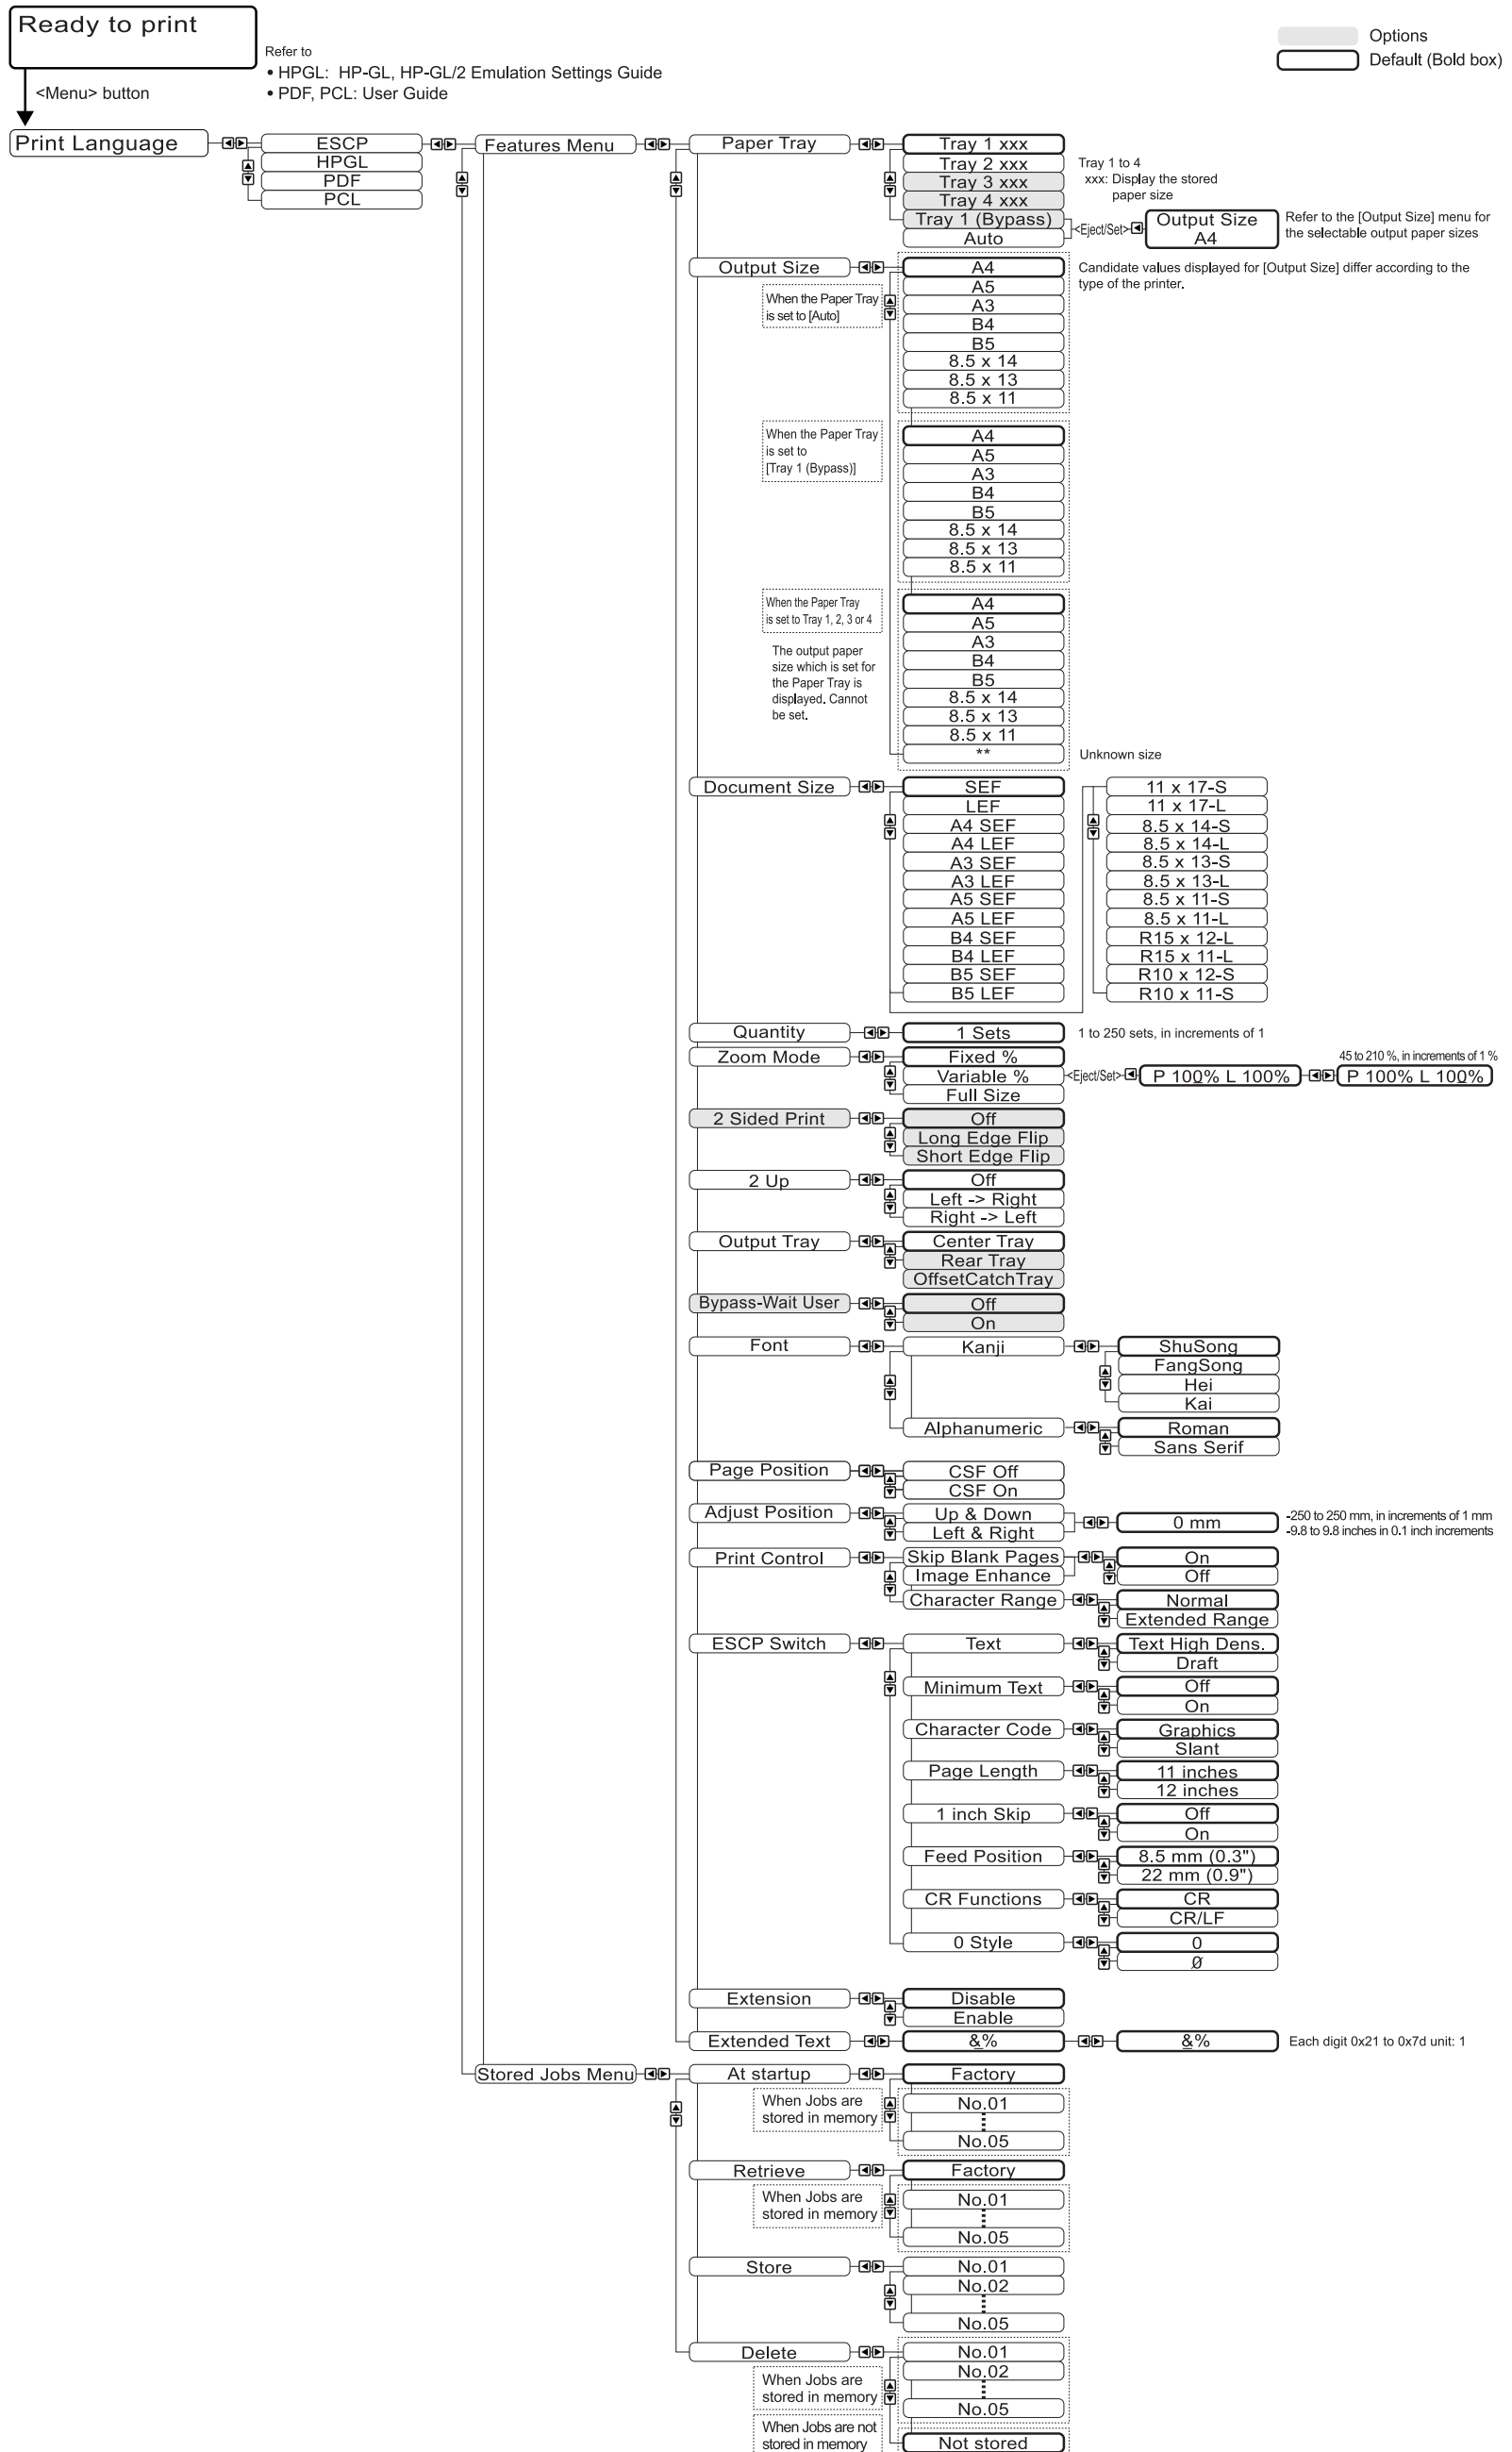 Ready to print
Options
Default (Bold box)
Refer to
• HPGL: HP-GL, HP-GL/2 Emulation Settings Guide
• PDF, PCL: User Guide
<Menu> button
Print Language
ESCP
HPGL
PDF
PCL
Features Menu
Paper Tray
Tray 1 xxx
Tray 2 xxx
Tray 3 xxx
Tray 4 xxx
Tray 1 (Bypass)
Auto
Tray 1 to 4
xxx: Display the stored
paper size
<Eject/Set>
Output Size
A4
Refer to the [Output Size] menu for
the selectable output paper sizes
Output Size
When the Paper Tray
is set to [Auto]
A4
A5
A3
B4
B5
8.5 x 14
8.5 x 13
8.5 x 11
Candidate values displayed for [Output Size] differ according to the
type of the printer.
When the Paper Tray
is set to
[Tray 1 (Bypass)]
A4
A5
A3
B4
B5
8.5 x 14
8.5 x 13
8.5 x 11
When the Paper Tray
is set to Tray 1, 2, 3 or 4
The output paper
size which is set for
the Paper Tray is
displayed. Cannot
be set.
A4
A5
A3
B4
B5
8.5 x 14
8.5 x 13
8.5 x 11
**
Unknown size
Document Size
SEF
LEF
A4 SEF
A4 LEF
A3 SEF
A3 LEF
A5 SEF
A5 LEF
B4 SEF
B4 LEF
B5 SEF
B5 LEF
11 x 17-S
11 x 17-L
8.5 x 14-S
8.5 x 14-L
8.5 x 13-S
8.5 x 13-L
8.5 x 11-S
8.5 x 11-L
R15 x 12-L
R15 x 11-L
R10 x 12-S
R10 x 11-S
Quantity
1 Sets
1 to 250 sets, in increments of 1
Zoom Mode
Fixed %
Variable %
Full Size
<Eject/Set>
P 100% L 100%
45 to 210 %, in increments of 1 %
P 100% L 100%
2 Sided Print
Off
Long Edge Flip
Short Edge Flip
2 Up
Off
Left -> Right
Right -> Left
Output Tray
Center Tray
Rear Tray
OffsetCatchTray
Bypass-Wait User
Off
On
Font
Kanji
ShuSong
FangSong
Hei
Kai
Alphanumeric
Roman
Sans Serif
Page Position
CSF Off
CSF On
Adjust Position
Up & Down
Left & Right
0 mm
-250 to 250 mm, in increments of 1 mm
-9.8 to 9.8 inches in 0.1 inch increments
Print Control
Skip Blank Pages
Image Enhance
On
Off
Character Range
Normal
Extended Range
ESCP Switch
Text
Text High Dens.
Draft
Minimum Text
Off
On
Character Code
Graphics
Slant
Page Length
11 inches
12 inches
1 inch Skip
Off
On
Feed Position
8.5 mm (0.3")
22 mm (0.9")
CR Functions
CR
CR/LF
0 Style
0
Ø
Extension
Disable
Enable
Extended Text
&%
&%
Each digit 0x21 to 0x7d unit: 1
Stored Jobs Menu
At startup
Factory
When Jobs are
stored in memory
No.01
No.05
Retrieve
Factory
When Jobs are
stored in memory
No.01
No.05
Store
No.01
No.02
No.05
Delete
No.01
No.02
No.05
When Jobs are
stored in memory
When Jobs are not
stored in memory
Not stored